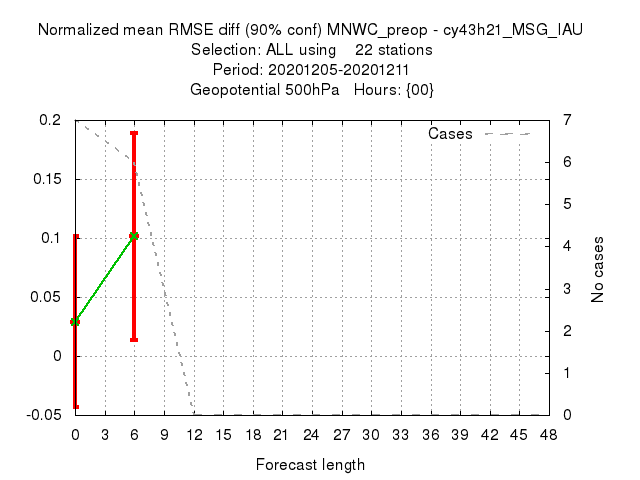 Normalized mean RMSE diff (90% conf) MNWC_preop - cy43h21_MSG_IAU
Selection: ALL using 22 stations
Period: 20201205-20201211
Geopotential 500hPa Hours: {00}
Cases
0.2
0.15
0.1
0.05
0
-0.05
7
6
5
4
3
2
1
0
No cases
0 3 6 9 12 15 18 21 24 27 30 33 36 39 42 45 48
Forecast length